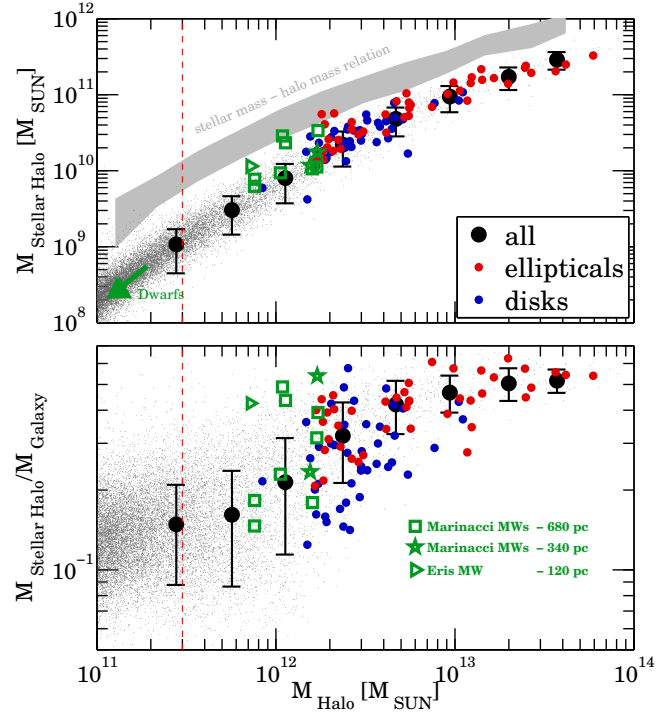 10^12
10^11
10^10
10^9
10^8
M_Stellar Halo [M_SUN]
stellar mass – halo mass relation
Dwarfs
all
ellipticals
disks
M_Stellar Halo/M_Galaxy
10^-1
Marinacci MWs – 680 pc
Marinacci MWs – 340 pc
Eris MW – 120 pc
10^11 10^12 10^13 10^14
M_Halo [M_SUN]